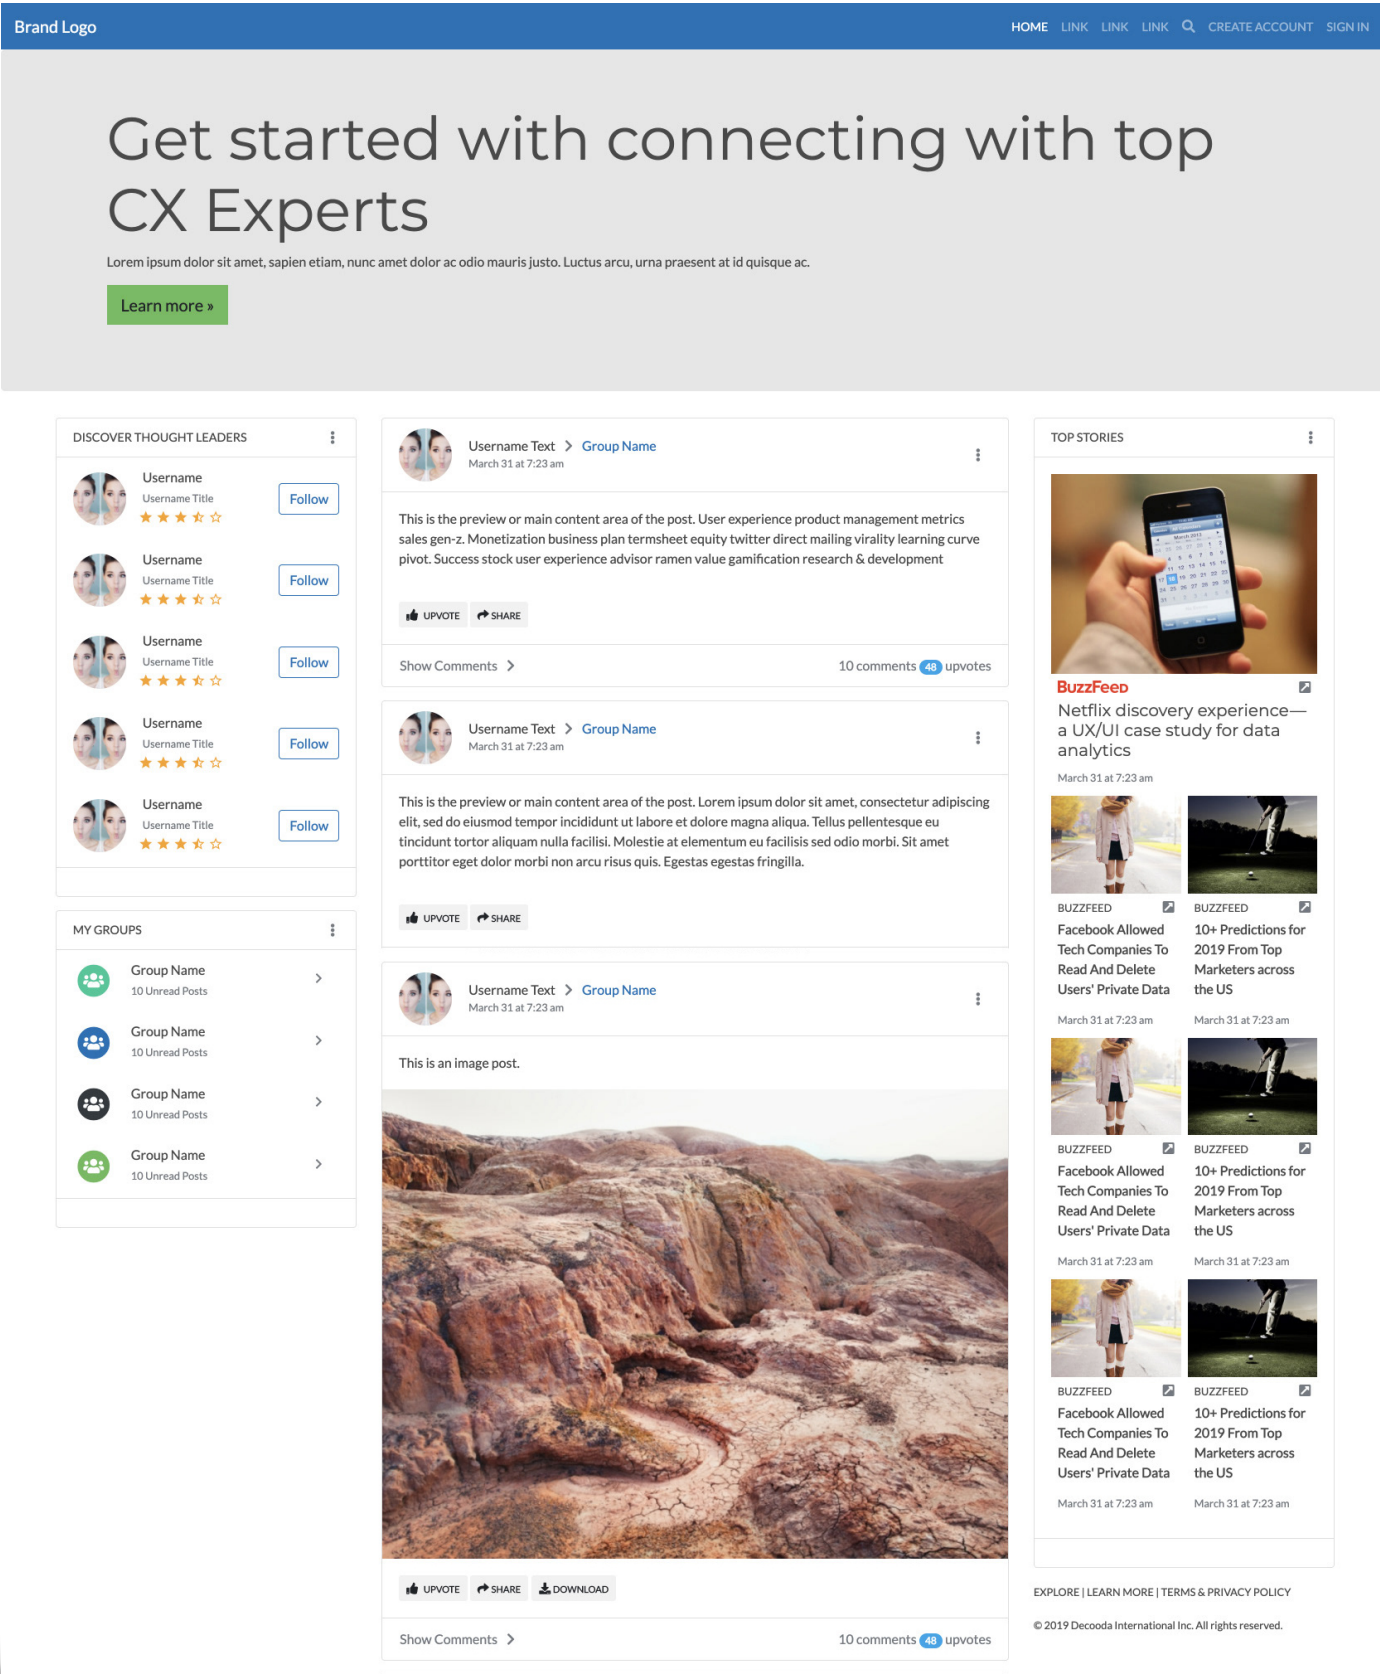 Brand Logo
HOME LINK LINK LINK CREATE ACCOUNT SIGN IN
Get started with connecting with top
CX Experts
Lorem ipsum dolor sit amet, sapien etiam, nunc amet dolor ac odio mauris justo. Luctus arcu, urna praesent at id quisque ac.
Learn more »
DISCOVER THOUGHT LEADERS
Username
Username Title
Follow
Username
Username Title
Follow
Username
Username Title
Follow
Username
Username Title
Follow
Username
Username Title
Follow
MY GROUPS
Group Name
10 Unread Posts
Group Name
10 Unread Posts
Group Name
10 Unread Posts
Group Name
10 Unread Posts
Username Text Group Name
March 31 at 7:23 am
This is the preview or main content area of the post. User experience product management metrics
sales gen-z. Monetization business plan termsheet equity twitter direct mailing virality learning curve
pivot. Success stock user experience advisor ramen value gamification research & development
UPVOTE SHARE
Show Comments 10 comments 48 upvotes
Username Text Group Name
March 31 at 7:23 am
This is the preview or main content area of the post. Lorem ipsum dolor sit amet, consectetur adipiscing
elit, sed do eiusmod tempor incididunt ut labore et dolore magna aliqua. Tellus pellentesque eu
tincidunt tortor aliquam nulla facilisi. Molestie at elementum eu facilisis sed odio morbi. Sit amet
porttitor eget dolor morbi non arcu risus quis. Egestas egestas fringilla.
UPVOTE SHARE
Username Text Group Name
March 31 at 7:23 am
This is an image post.
UPVOTE SHARE DOWNLOAD
Show Comments 10 comments 48 upvotes
TOP STORIES
BuzzFeed
Netflix discovery experience—
a UX/UI case study for data
analytics
March 31 at 7:23 am
BUZZFEED
Facebook Allowed
Tech Companies To
Read And Delete
Users' Private Data
March 31 at 7:23 am
BUZZFEED
10+ Predictions for
2019 From Top
Marketers across
the US
March 31 at 7:23 am
BUZZFEED
Facebook Allowed
Tech Companies To
Read And Delete
Users' Private Data
March 31 at 7:23 am
BUZZFEED
10+ Predictions for
2019 From Top
Marketers across
the US
March 31 at 7:23 am
BUZZFEED
Facebook Allowed
Tech Companies To
Read And Delete
Users' Private Data
March 31 at 7:23 am
BUZZFEED
10+ Predictions for
2019 From Top
Marketers across
the US
March 31 at 7:23 am
EXPLORE | LEARN MORE | TERMS & PRIVACY POLICY
© 2019 Decooda International Inc. All rights reserved.